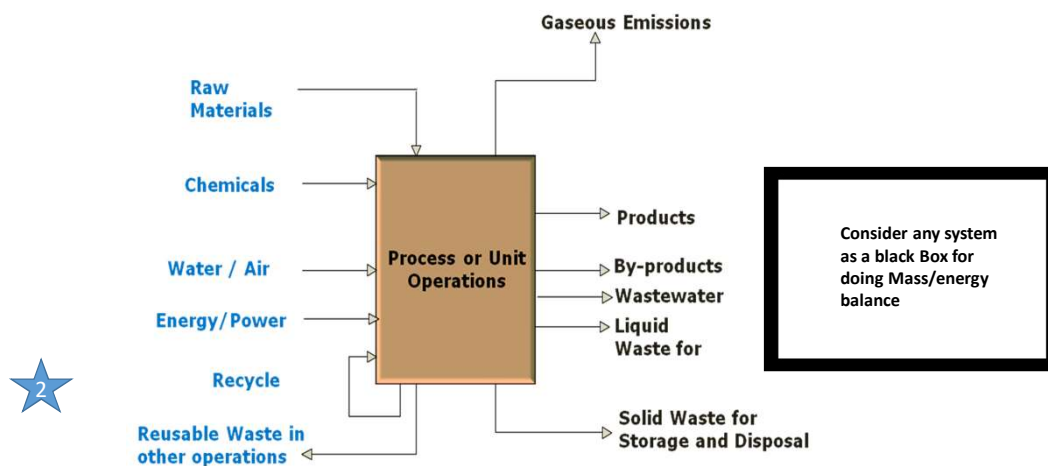 Gaseous Emissions
Raw
Materials
Chemicals
Water / Air
Energy/Power
Recycle
Reusable Waste in
other operations
Process or Unit
Operations
Products
By-products
Wastewater
Liquid
Waste for
Solid Waste for
Storage and Disposal
Consider any system
as a black Box for
doing Mass/energy
balance
2